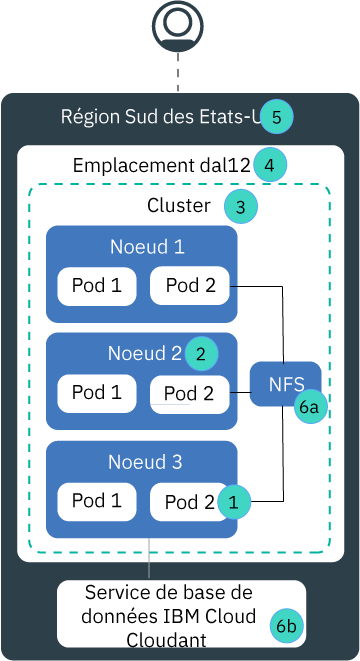 Région Sud des Etats-U 5
Emplacement dal12 4
Cluster 3
Noeud 1
Pod 1 Pod 2
Noeud 2 2
Pod 1 Pod 2
NFS
6a
Noeud 3
Pod 1 Pod 2 1
Service de base de
données IBM Cloud
Cloudant
6b